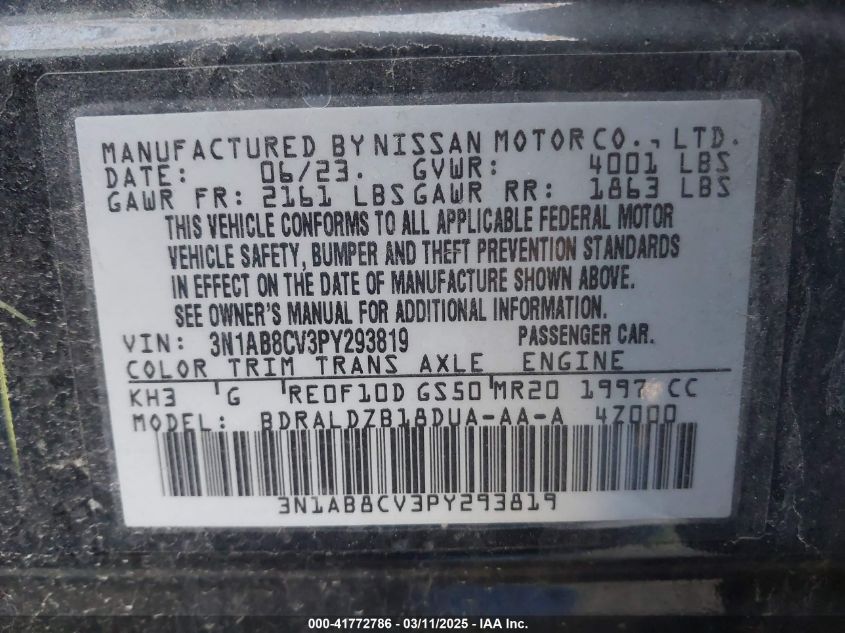 MANUFACTURED BY NISSAN MOTOR CO., LTD.
DATE: 06/23. GVWR: 4001 LBS
GAWR FR: 2161 LBS GAWR RR: 1863 LBS
THIS VEHICLE CONFORMS TO ALL APPLICABLE FEDERAL MOTOR
VEHICLE SAFETY, BUMPER AND THEFT PREVENTION STANDARDS
IN EFFECT ON THE DATE OF MANUFACTURE SHOWN ABOVE.
SEE OWNER'S MANUAL FOR ADDITIONAL INFORMATION.
VIN: 3N1AB8CV3PY293819 PASSENGER CAR.
COLOR TRIM TRANS AXLE ENGINE
KH3 G RE0F10D GS50 MR20 1997 CC
MODEL: BDRALDZB18DUA-AA-A 4Z000
3N1AB8CV3PY293819
000-41772786 - 03/11/2025 - IAA Inc.